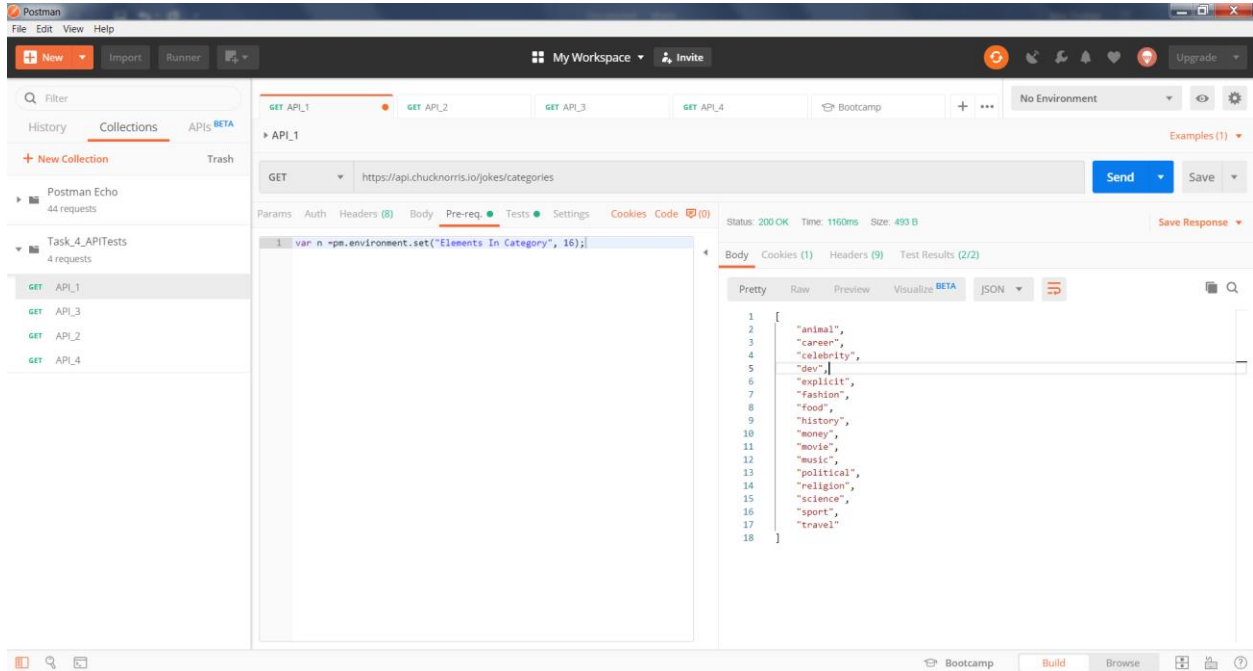 Postman
File Edit View Help
New Import Runner My Workspace Invite Upgrade
Filter
History Collections APIs BETA
+ New Collection Trash
Postman Echo
44 requests
Task_4_APITests
4 requests
GET API_1
GET API_3
GET API_2
GET API_4
GET API_1 GET API_2 GET API_3 GET API_4 Bootcamp + ••• No Environment
API_1 Examples (1)
GET https://api.chucknorris.io/jokes/categories Send Save
Params Auth Headers (8) Body Pre-req. Tests Settings Cookies Code (0)
1 var n =pm.environment.set("Elements In Category", 16);
Status: 200 OK Time: 1160ms Size: 493 B Save Response
Body Cookies (1) Headers (9) Test Results (2/2)
Pretty Raw Preview Visualize BETA JSON
1 [
2 "animal",
3 "career",
4 "celebrity",
5 "dev",
6 "explicit",
7 "fashion",
8 "food",
9 "history",
10 "money",
11 "movie",
12 "music",
13 "political",
14 "religion",
15 "science",
16 "sport",
17 "travel"
18 ]
Bootcamp Build Browse